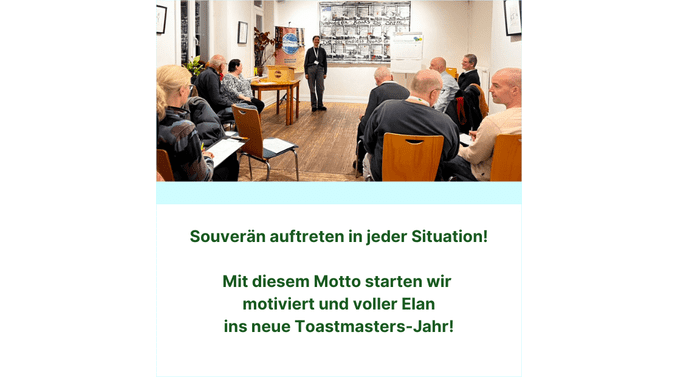 Souverän auftreten in jeder Situation!
Mit diesem Motto starten wir
motiviert und voller Elan
ins neue Toastmasters-Jahr!